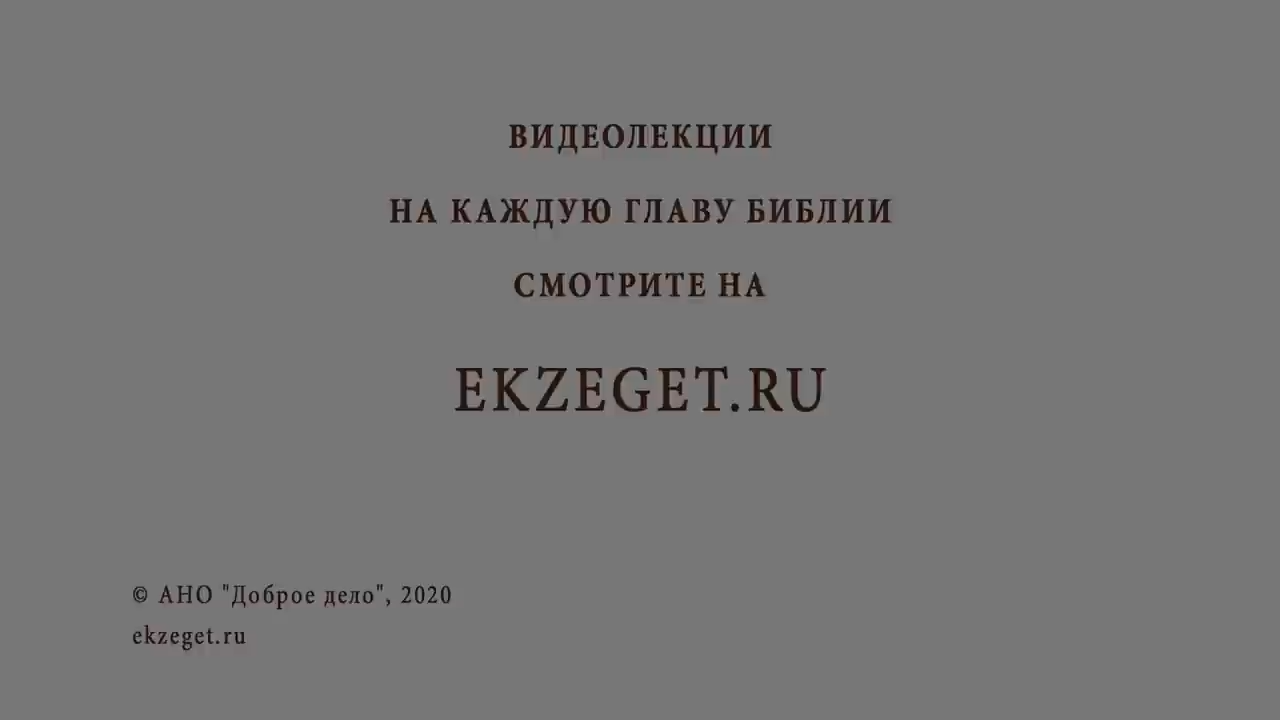 ВИДЕОЛЕКЦИИ
НА КАЖДУЮ ГЛАВУ БИБЛИИ
СМОТРИТЕ НА
EKZEGET.RU
© АНО "Доброе дело", 2020
ekzeget.ru